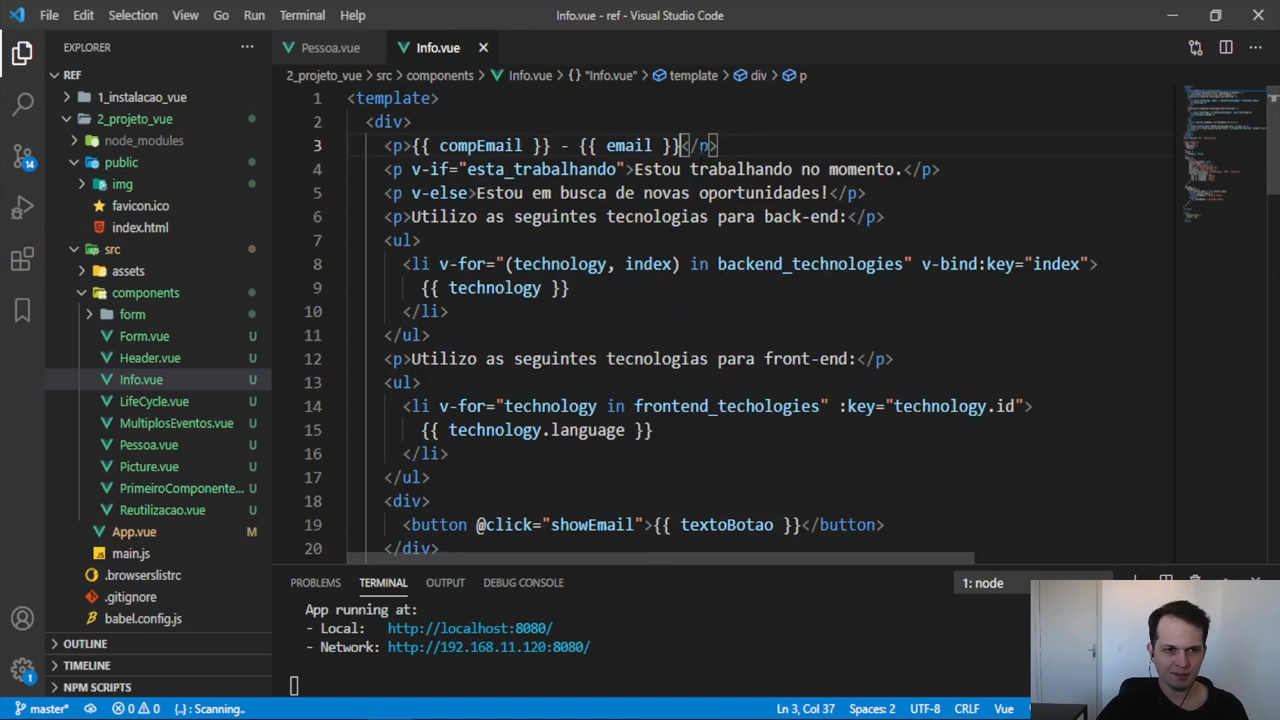 File Edit Selection View Go Run Terminal Help
Info.vue - ref - Visual Studio Code
EXPLORER
REF
1_instalacao_vue
2_projeto_vue
node_modules
public
img
favicon.ico
index.html
src
assets
components
form
Form.vue U
Header.vue U
Info.vue U
LifeCycle.vue U
MultiplosEventos.vue U
Pessoa.vue U
Picture.vue U
PrimeiroComponente... U
Reutilizacao.vue U
App.vue M
main.js
.browserslistrc
.gitignore
babel.config.js
OUTLINE
TIMELINE
NPM SCRIPTS
14
1
Pessoa.vue Info.vue
2_projeto_vue > src > components > Info.vue > {} "Info.vue" > template > div > p
1 <template>
2 <div>
3 <p>{{ compEmail }} - {{ email }}</p>
4 <p v-if="esta_trabalhando">Estou trabalhando no momento.</p>
5 <p v-else>Estou em busca de novas oportunidades!</p>
6 <p>Utilizo as seguintes tecnologias para back-end:</p>
7 <ul>
8 <li v-for="(technology, index) in backend_technologies" v-bind:key="index">
9 {{ technology }}
10 </li>
11 </ul>
12 <p>Utilizo as seguintes tecnologias para front-end:</p>
13 <ul>
14 <li v-for="technology in frontend_techologies" :key="technology.id">
15 {{ technology.language }}
16 </li>
17 </ul>
18 <div>
19 <button @click="showEmail">{{ textoBotao }}</button>
20 </div>
PROBLEMS TERMINAL OUTPUT DEBUG CONSOLE
1: node
App running at:
- Local: http://localhost:8080/
- Network: http://192.168.11.120:8080/
master* 0 0 {..} : Scanning.. Ln 3, Col 37 Spaces: 2 UTF-8 CRLF Vue